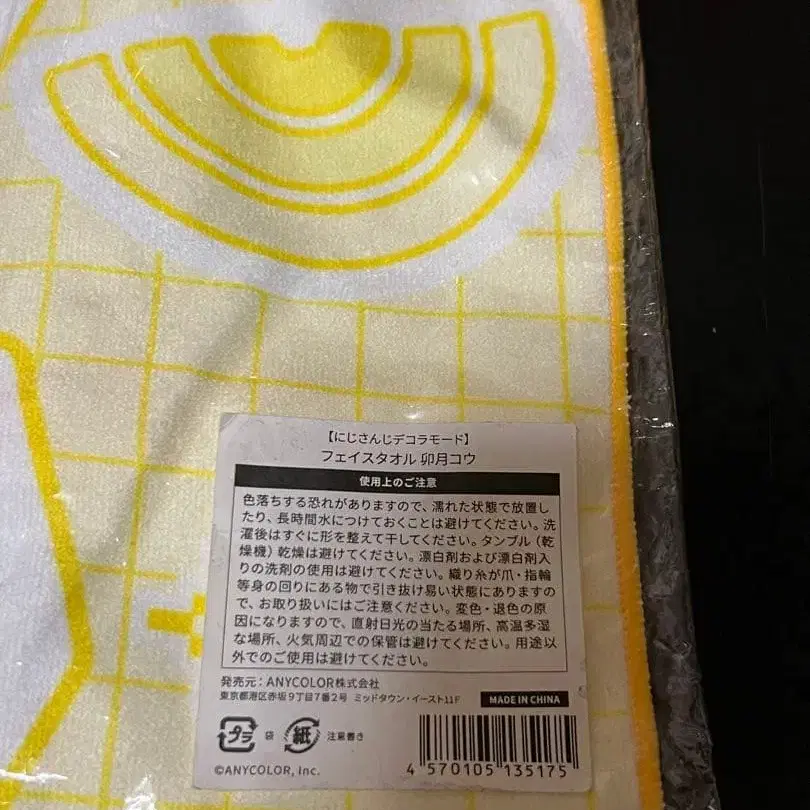 【にじさんじデコラモード】
フェイスタオル 卯月コウ
使用上のご注意
色落ちする恐れがありますので、濡れた状態で放置し
たり、長時間水につけておくことは避けてください。洗
濯後はすぐに形を整えて干してください。タンブル（乾
燥機）乾燥は避けてください。漂白剤および漂白剤入
りの洗剤の使用は避けてください。織り糸が爪・指輪
等身の回りにある物で引き抜け易い状態にありますの
で、お取り扱いにはご注意ください。変色・退色の原
因になりますので、直射日光の当たる場所、高温多湿
な場所、火気周辺での保管は避けてください。用途以
外でのご使用は避けてください。
発売元：ANYCOLOR株式会社
東京都港区赤坂9丁目7番2号 ミッドタウン・イースト11F
MADE IN CHINA
プラ 袋 紙 注意書き
©ANYCOLOR, Inc.
4 570105 135175